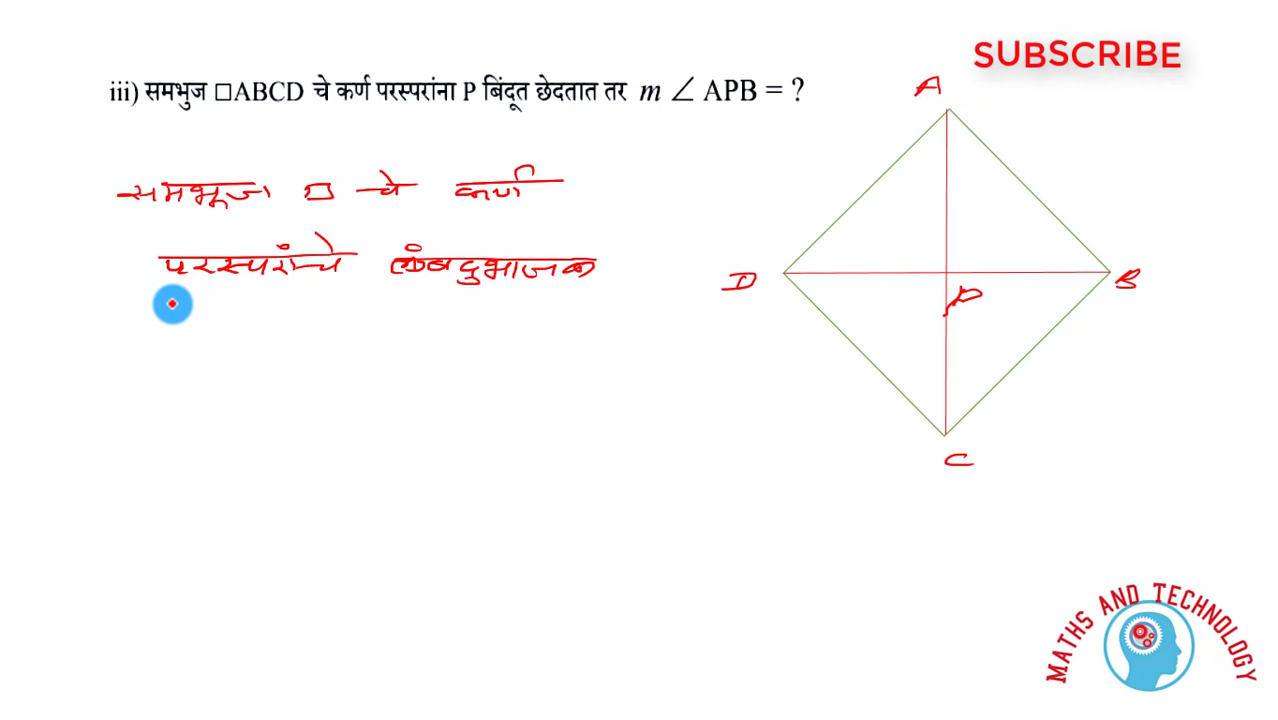 SUBSCRIBE
iii) समभुज □ABCD चे कर्ण परस्परांना P बिंदूत छेदतात तर m ∠ APB = ?
A
समभूज □ चे कर्ण
परस्परांचे लंबदुभाजक
D
B
P
C
MATHS AND TECHNOLOGY